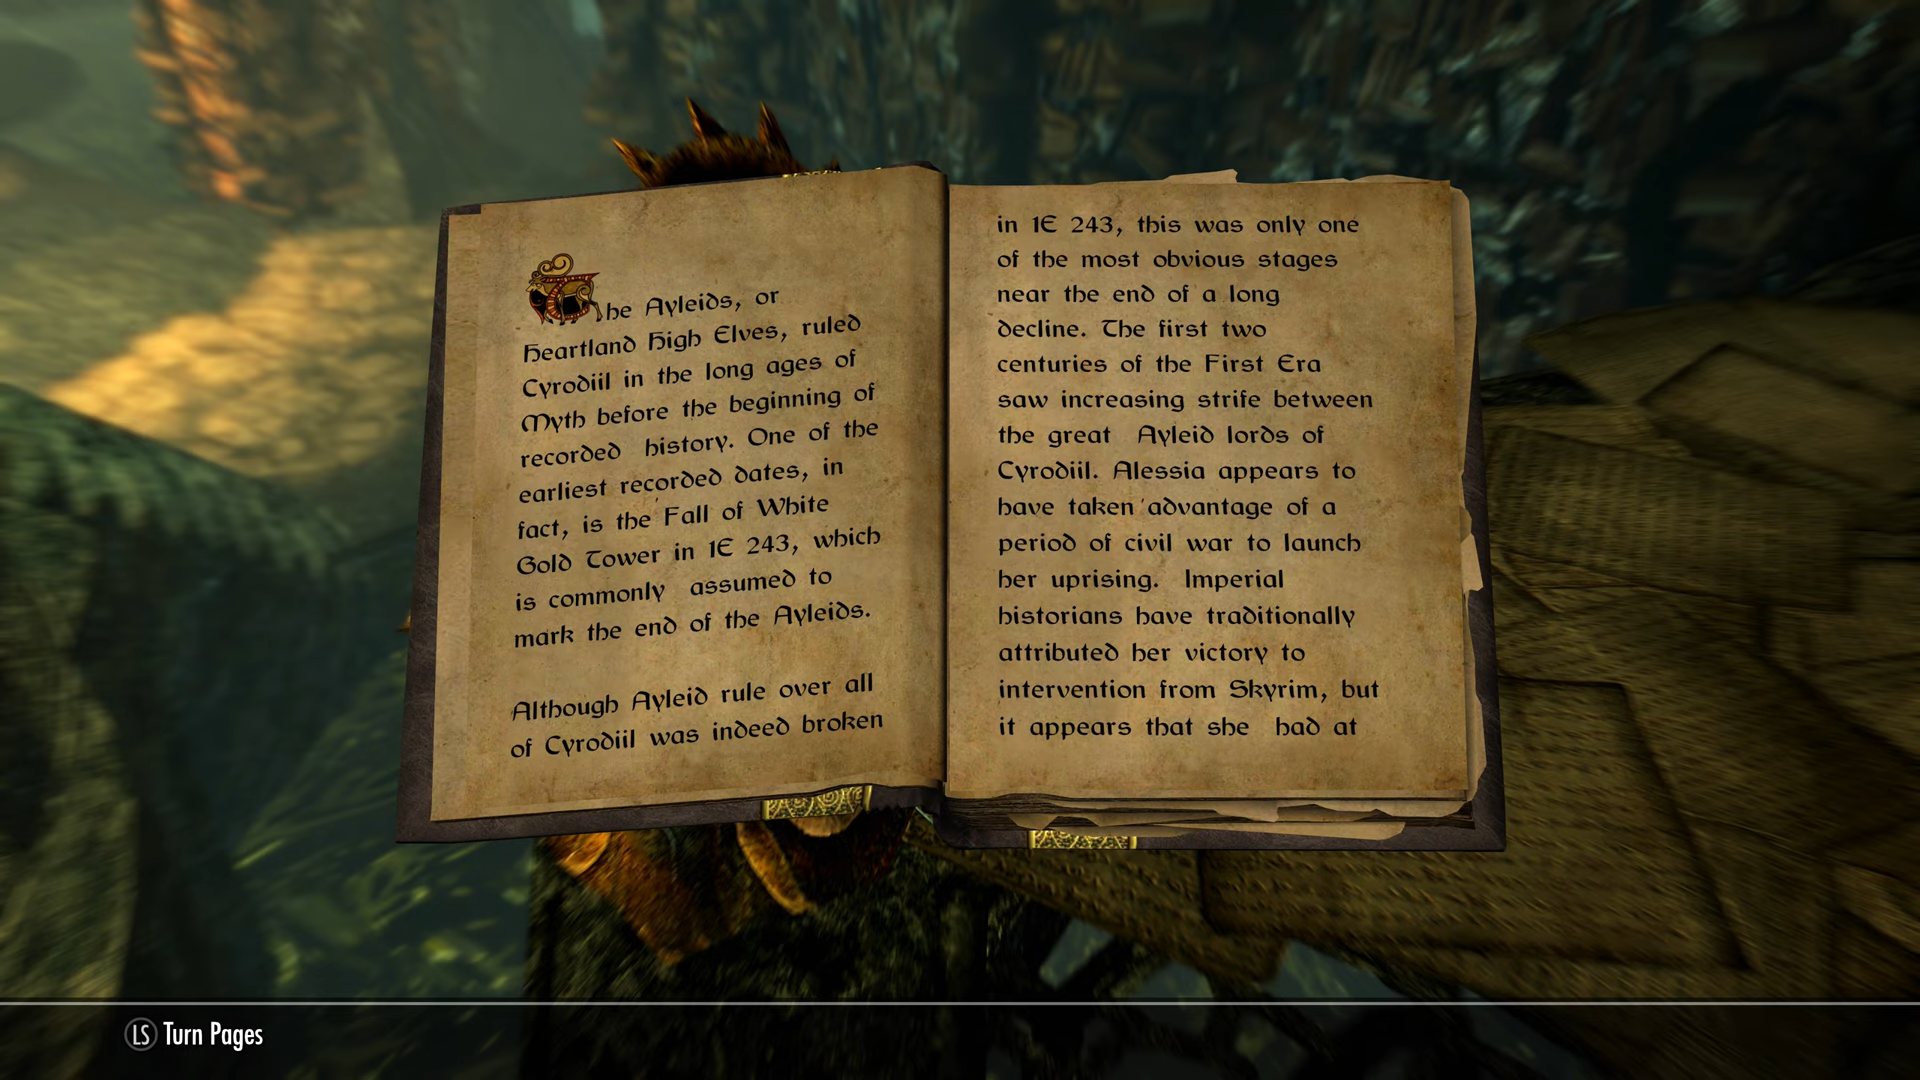 The Ayleids, or
Heartland High Elves, ruled
Cyrodiil in the long ages of
Myth before the beginning of
recorded history. One of the
earliest recorded dates, in
fact, is the Fall of White
Gold Tower in 1E 243, which
is commonly assumed to
mark the end of the Ayleids.
Although Ayleid rule over all
of Cyrodiil was indeed broken
in 1E 243, this was only one
of the most obvious stages
near the end of a long
decline. The first two
centuries of the First Era
saw increasing strife between
the great Ayleid lords of
Cyrodiil. Alessia appears to
have taken advantage of a
period of civil war to launch
her uprising. Imperial
historians have traditionally
attributed her victory to
intervention from Skyrim, but
it appears that she had at
LS Turn Pages